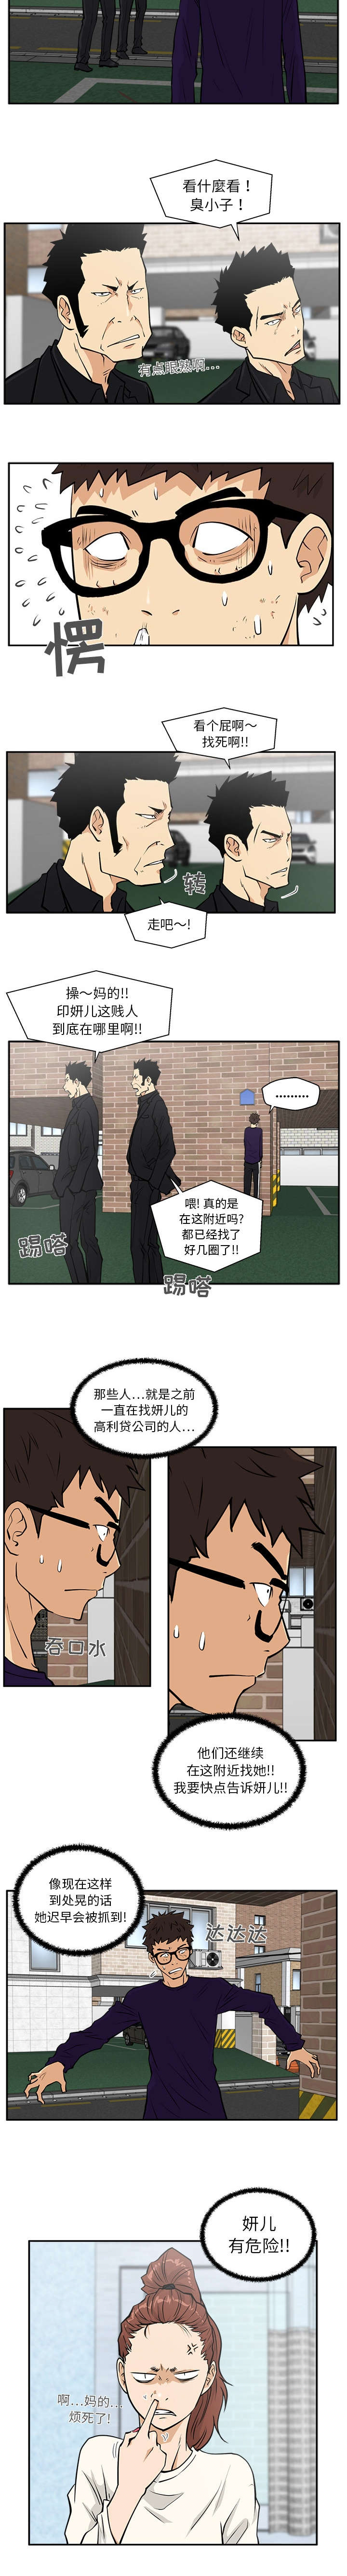 看什麼看！
臭小子！
有点眼熟啊...
愣
看个屁啊～
找死啊!!
转
走吧～!
操～妈的!!
印妍儿这贱人
到底在哪里啊!!
.........
喂! 真的是
在这附近吗?
都已经找了
好几圈了!!
踢嗒
踢嗒
那些人...就是之前
一直在找妍儿的
高利贷公司的人...
吞口水
他们还继续
在这附近找她!!
我要快点告诉妍儿!!
像现在这样
到处晃的话
她迟早会被抓到!
达达达
妍儿
有危险!!
啊...妈的...
烦死了!